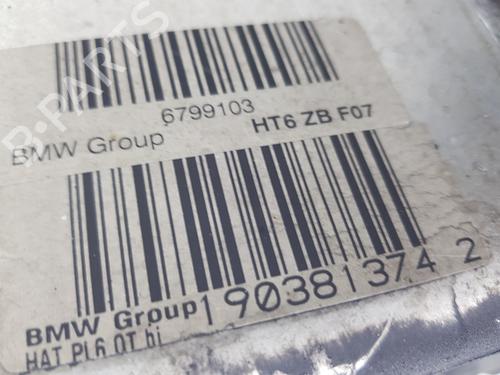 B-PARTS
6799103
BMW Group HT6 ZB F07
BMW Group 190381374 2
HAT PL6 OT bi